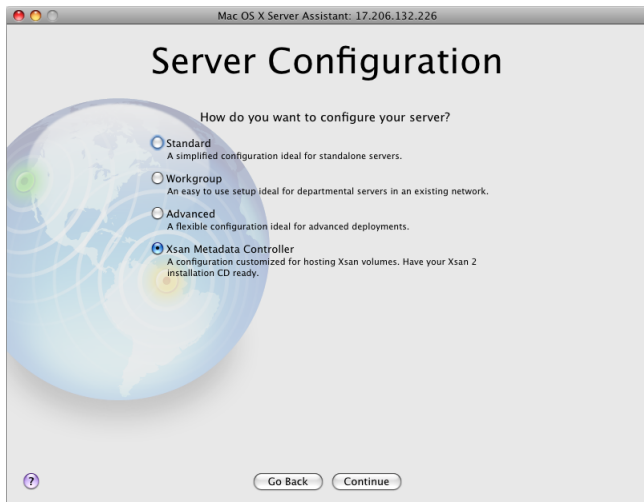 Mac OS X Server Assistant: 17.206.132.226
Server Configuration
How do you want to configure your server?
Standard
A simplified configuration ideal for standalone servers.
Workgroup
An easy to use setup ideal for departmental servers in an existing network.
Advanced
A flexible configuration ideal for advanced deployments.
Xsan Metadata Controller
A configuration customized for hosting Xsan volumes. Have your Xsan 2
installation CD ready.
?
Go Back
Continue